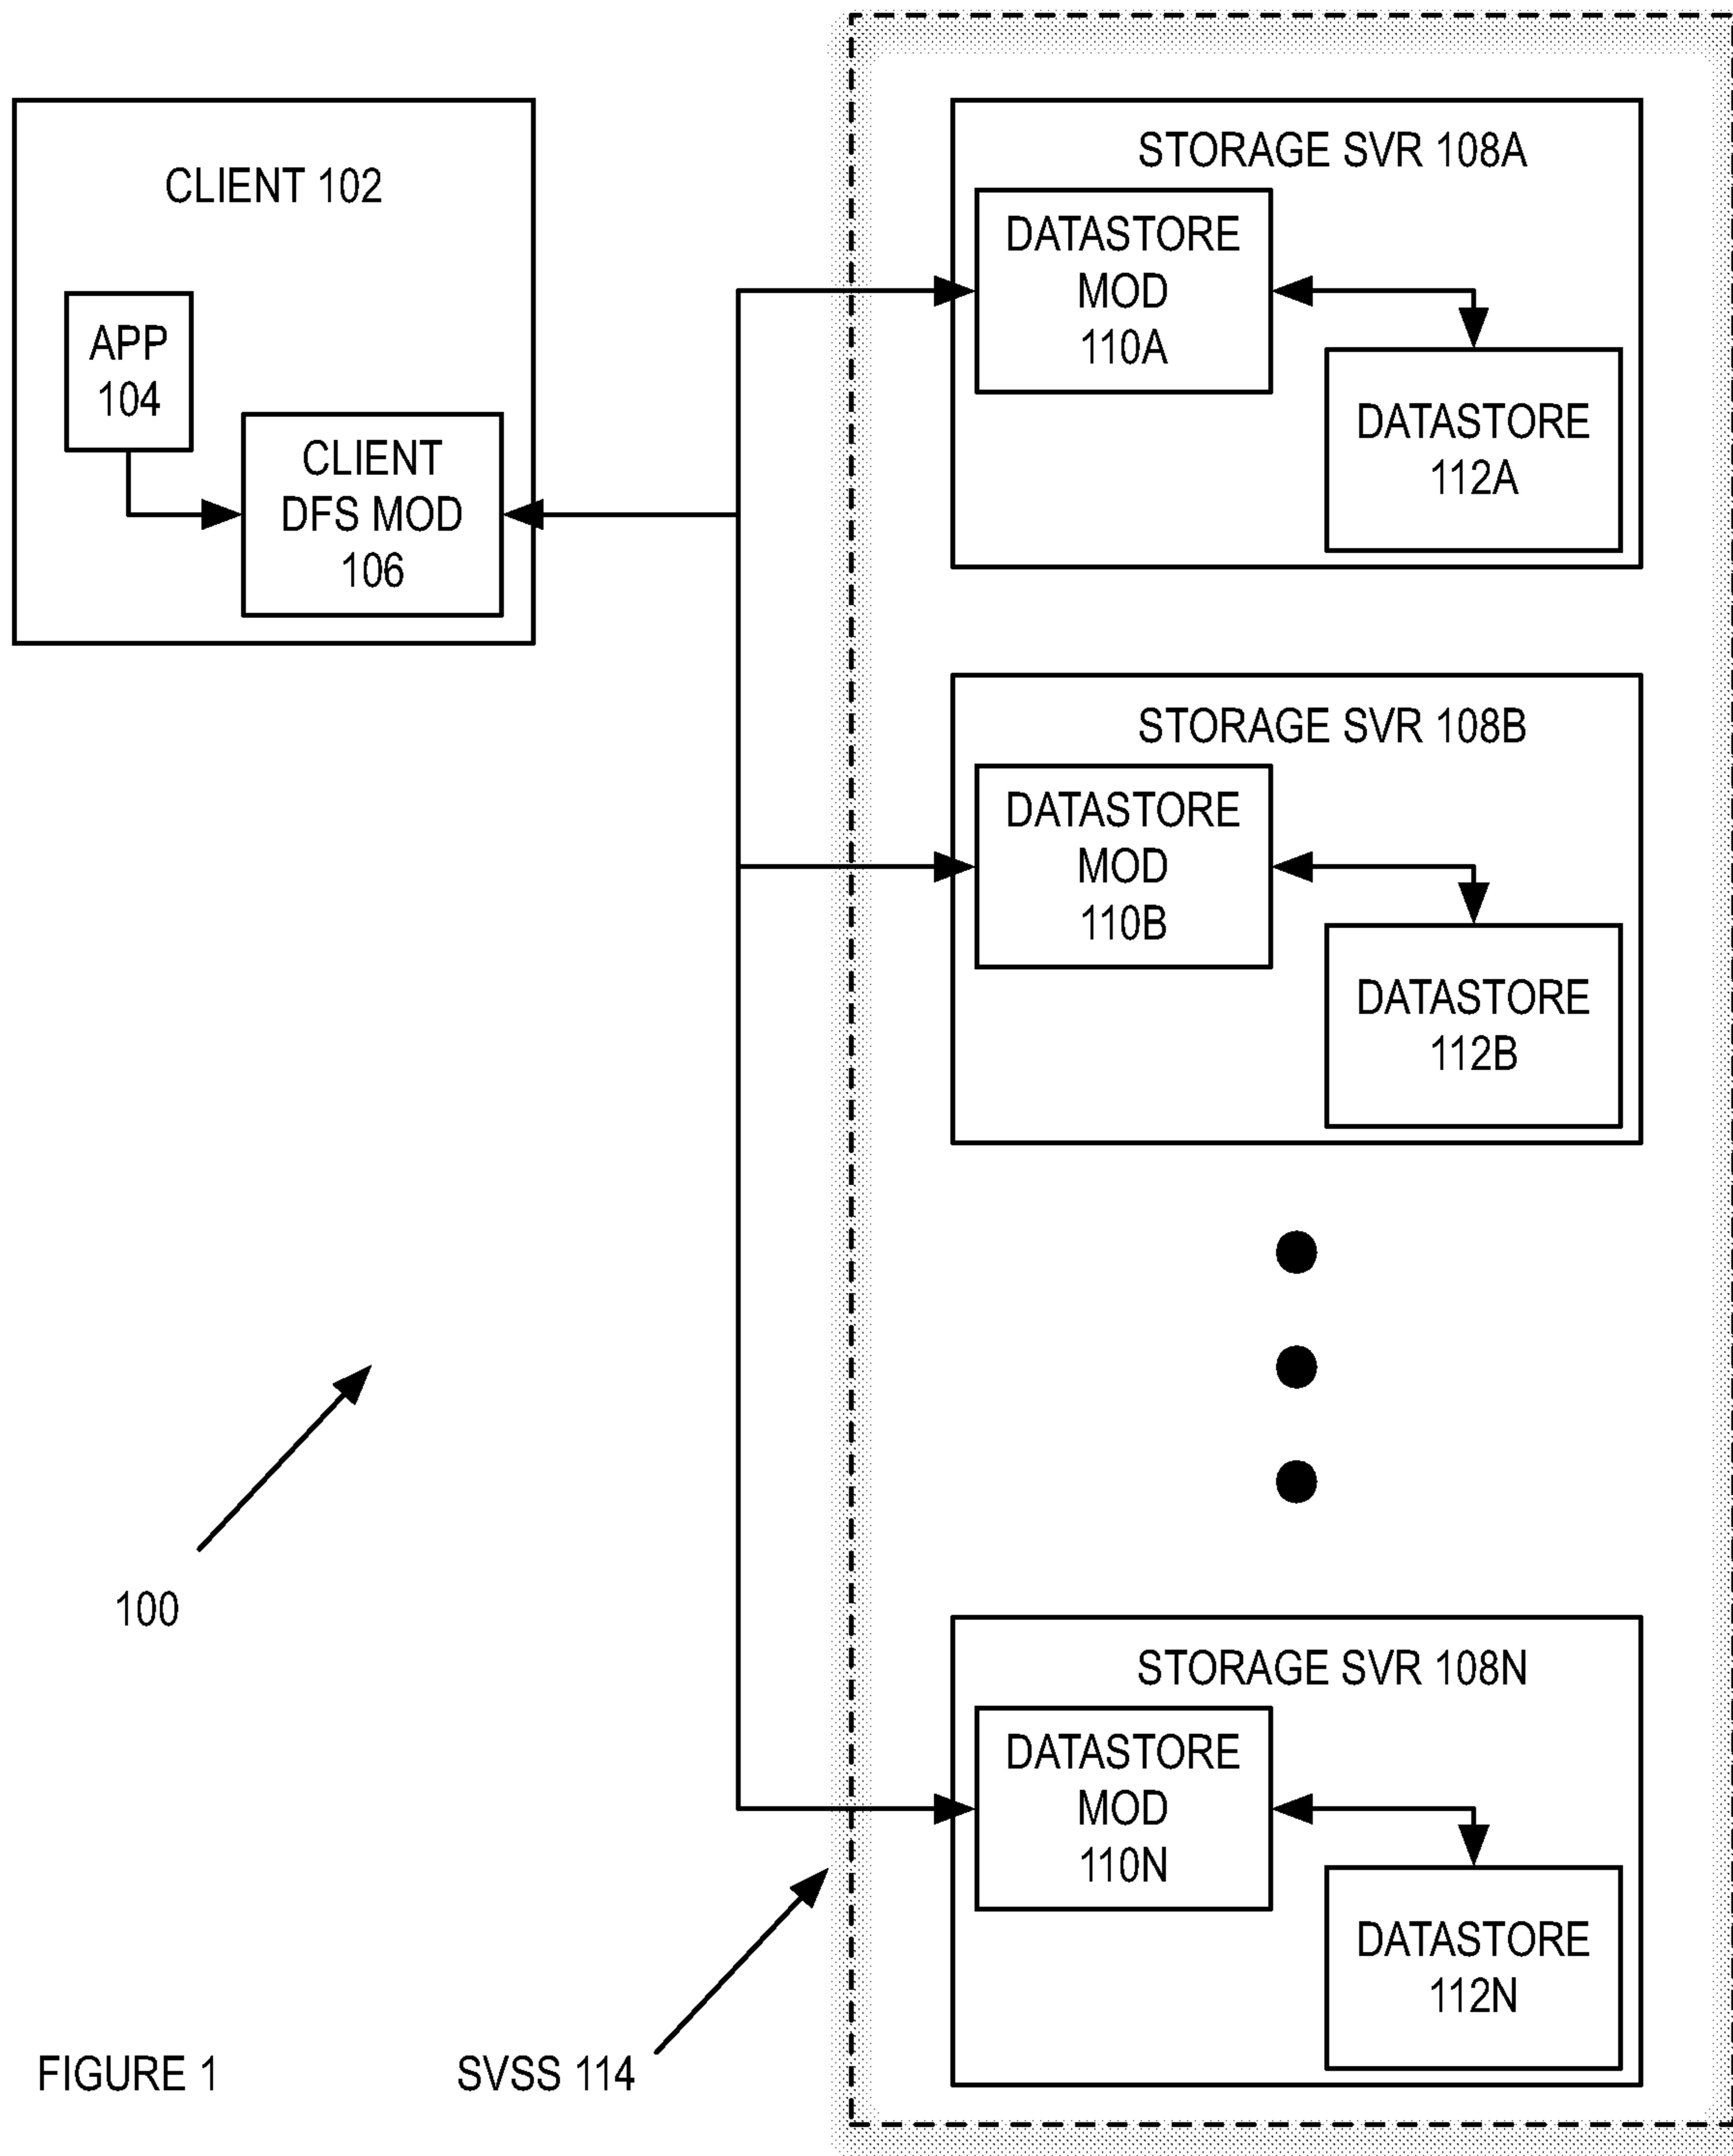 CLIENT 102
APP
104
CLIENT
DFS MOD
106
STORAGE SVR 108A
DATASTORE
MOD
110A
DATASTORE
112A
STORAGE SVR 108B
DATASTORE
MOD
110B
DATASTORE
112B
100
STORAGE SVR 108N
DATASTORE
MOD
110N
DATASTORE
112N
FIGURE 1
SVSS 114